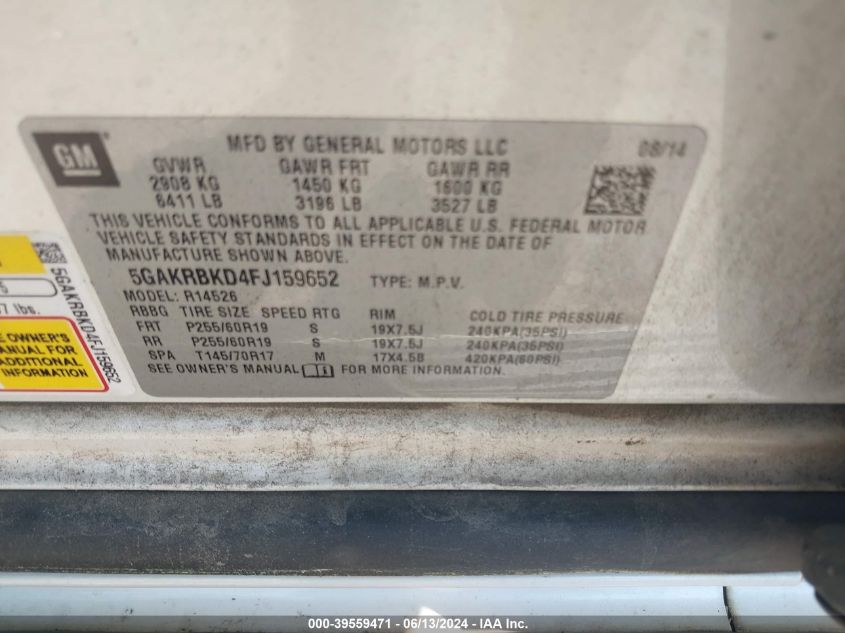 GM
MFD BY GENERAL MOTORS LLC
08/14
GVWR GAWR FRT GAWR RR
2908 KG 1450 KG 1600 KG
6411 LB 3196 LB 3527 LB
THIS VEHICLE CONFORMS TO ALL APPLICABLE U.S. FEDERAL MOTOR
VEHICLE SAFETY STANDARDS IN EFFECT ON THE DATE OF
MANUFACTURE SHOWN ABOVE.
5GAKRBKD4FJ159652 TYPE: M.P.V.
MODEL: R14526
RBBG TIRE SIZE SPEED RTG RIM COLD TIRE PRESSURE
FRT P255/60R19 S 19X7.5J 240KPA(35PSI)
RR P255/60R19 S 19X7.5J 240KPA(35PSI)
SPA T145/70R17 M 17X4.5B 420KPA(60PSI)
SEE OWNER'S MANUAL FOR MORE INFORMATION.
5GAKRBKD4FJ159652
lbs.
OWNER'S
MANUAL FOR
ADDITIONAL
INFORMATION
000-39559471 - 06/13/2024 - IAA Inc.